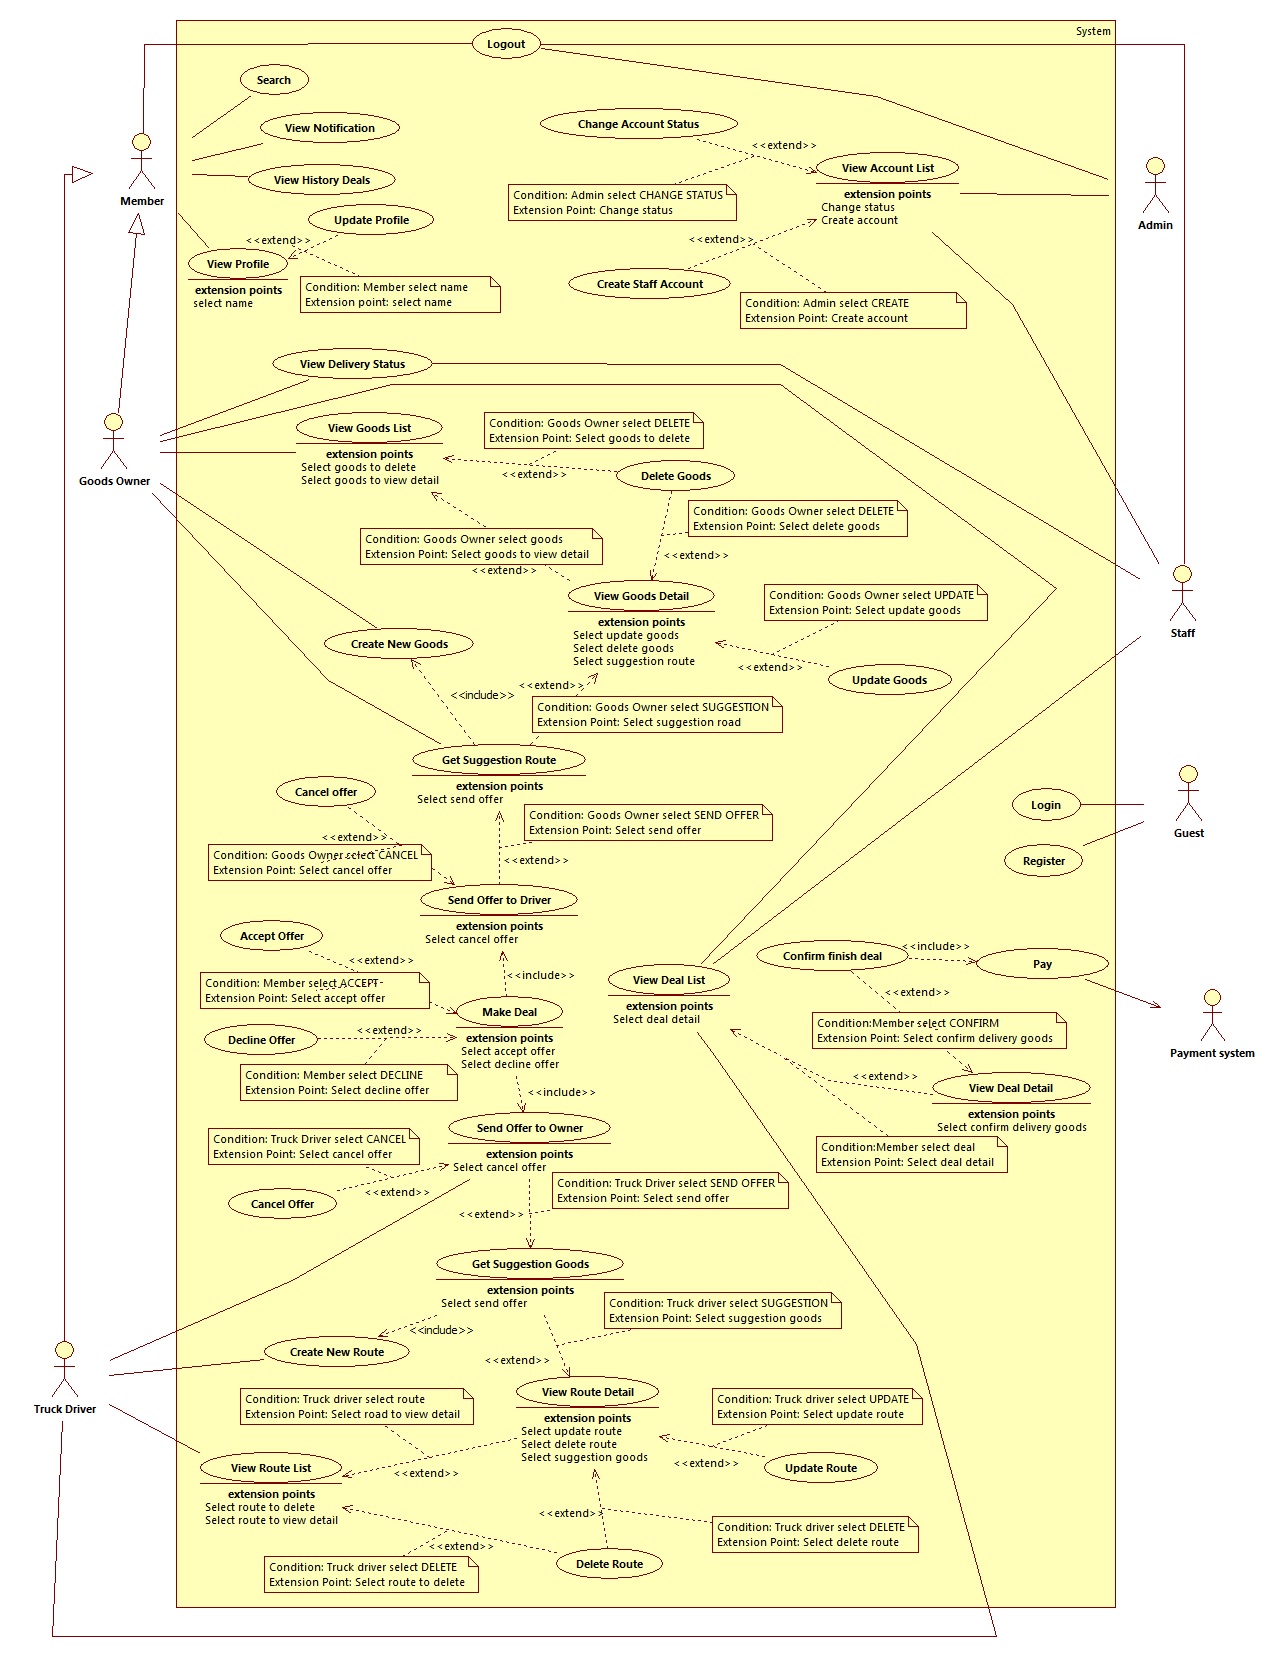 System
Logout
Search
View Notification
View History Deals
Member
Update Profile
<<extend>>
View Profile
extension points
select name
Condition: Member select name
Extension point: select name
Change Account Status
<<extend>>
View Account List
extension points
Change status
Create account
Condition: Admin select CHANGE STATUS
Extension Point: Change status
<<extend>>
Create Staff Account
Condition: Admin select CREATE
Extension Point: Create account
Admin
View Delivery Status
Goods Owner
View Goods List
extension points
Select goods to delete
Select goods to view detail
Condition: Goods Owner select DELETE
Extension Point: Select goods to delete
<<extend>>
Delete Goods
Condition: Goods Owner select DELETE
Extension Point: Select delete goods
<<extend>>
Condition: Goods Owner select goods
Extension Point: Select goods to view detail
<<extend>>
View Goods Detail
extension points
Select update goods
Select delete goods
Select suggestion route
Condition: Goods Owner select UPDATE
Extension Point: Select update goods
<<extend>>
Update Goods
Staff
Create New Goods
<<include>>
<<extend>>
Condition: Goods Owner select SUGGESTION
Extension Point: Select suggestion road
Get Suggestion Route
extension points
Select send offer
Cancel offer
<<extend>>
Condition: Goods Owner select CANCEL
Extension Point: Select cancel offer
Condition: Goods Owner select SEND OFFER
Extension Point: Select send offer
<<extend>>
Login
Register
Guest
Send Offer to Driver
extension points
Select cancel offer
Accept Offer
<<extend>>
Condition: Member select ACCEPT
Extension Point: Select accept offer
<<include>>
Make Deal
extension points
Select accept offer
Select decline offer
Decline Offer
<<extend>>
Condition: Member select DECLINE
Extension Point: Select decline offer
<<include>>
View Deal List
extension points
Select deal detail
Confirm finish deal
<<include>>
Pay
<<extend>>
Condition:Member select CONFIRM
Extension Point: Select confirm delivery goods
Payment system
<<extend>>
View Deal Detail
extension points
Select confirm delivery goods
Condition:Member select deal
Extension Point: Select deal detail
Send Offer to Owner
extension points
Select cancel offer
Condition: Truck Driver select CANCEL
Extension Point: Select cancel offer
<<extend>>
Cancel Offer
Condition: Truck Driver select SEND OFFER
Extension Point: Select send offer
<<extend>>
Get Suggestion Goods
extension points
Select send offer
<<include>>
Create New Route
Condition: Truck driver select SUGGESTION
Extension Point: Select suggestion goods
<<extend>>
Truck Driver
View Route Detail
extension points
Select update route
Select delete route
Select suggestion goods
Condition: Truck driver select route
Extension Point: Select road to view detail
<<extend>>
Condition: Truck driver select UPDATE
Extension Point: Select update route
<<extend>>
Update Route
View Route List
extension points
Select route to delete
Select route to view detail
<<extend>>
Condition: Truck driver select DELETE
Extension Point: Select delete route
<<extend>>
Delete Route
Condition: Truck driver select DELETE
Extension Point: Select route to delete